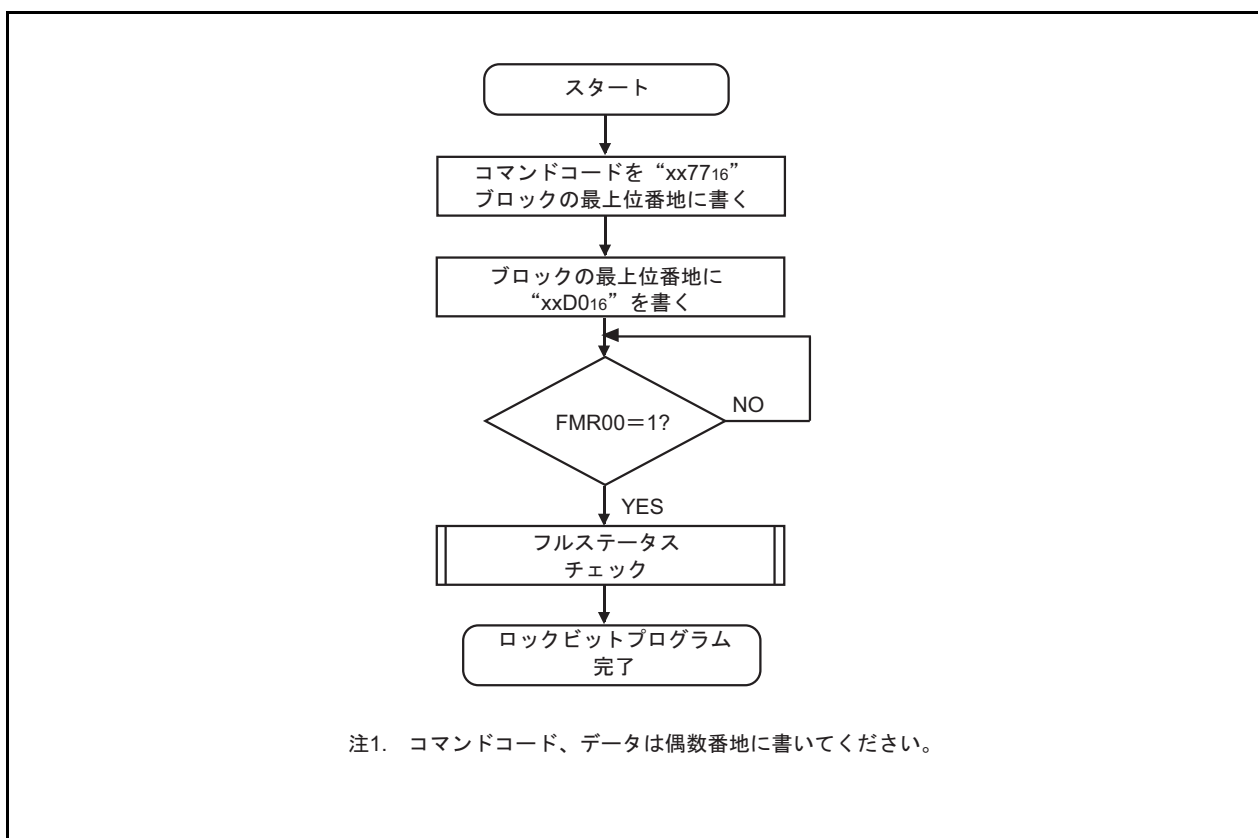 スタート
コマンドコードを“xx7716”
ブロックの最上位番地に書く
ブロックの最上位番地に
“xxD016”を書く
FMR00＝1?
NO
YES
フルステータス
チェック
ロックビットプログラム
完了
注1. コマンドコード、データは偶数番地に書いてください。